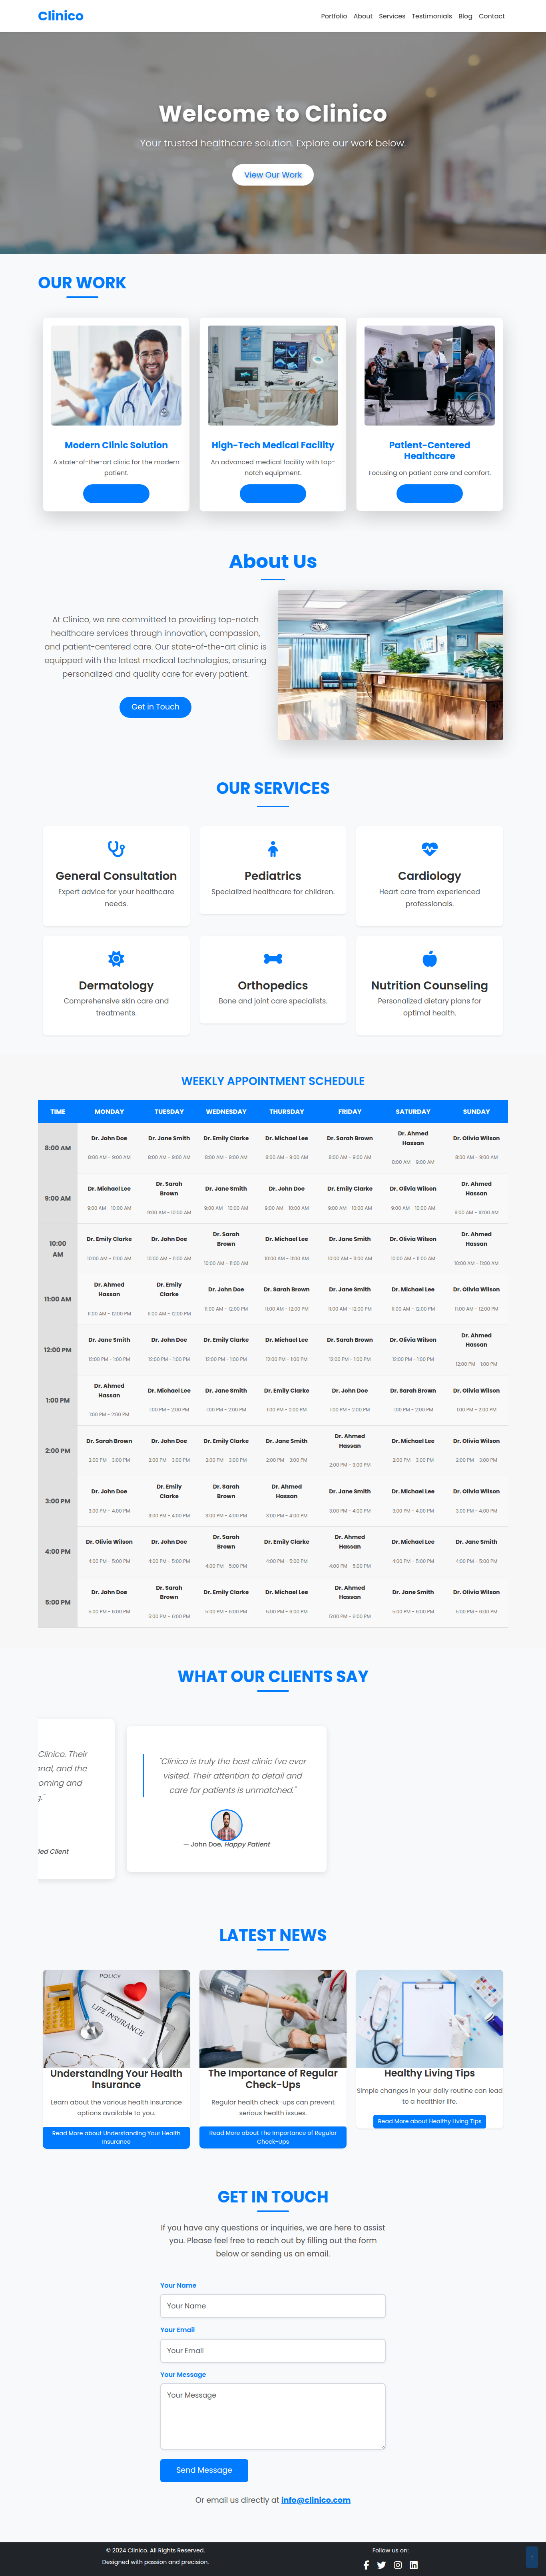 Clinico
Portfolio About Services Testimonials Blog Contact
Welcome to Clinico
Your trusted healthcare solution. Explore our work below.
View Our Work
OUR WORK
Modern Clinic Solution
A state-of-the-art clinic for the modern
patient.
High-Tech Medical Facility
An advanced medical facility with top-
notch equipment.
Patient-Centered
Healthcare
Focusing on patient care and comfort.
About Us
At Clinico, we are committed to providing top-notch
healthcare services through innovation, compassion,
and patient-centered care. Our state-of-the-art clinic is
equipped with the latest medical technologies, ensuring
personalized and quality care for every patient.
Get in Touch
OUR SERVICES
General Consultation
Expert advice for your healthcare
needs.
Pediatrics
Specialized healthcare for children.
Cardiology
Heart care from experienced
professionals.
Dermatology
Comprehensive skin care and
treatments.
Orthopedics
Bone and joint care specialists.
Nutrition Counseling
Personalized dietary plans for
optimal health.
WEEKLY APPOINTMENT SCHEDULE
TIME MONDAY TUESDAY WEDNESDAY THURSDAY FRIDAY SATURDAY SUNDAY
8:00 AM Dr. John Doe Dr. Jane Smith Dr. Emily Clarke Dr. Michael Lee Dr. Sarah Brown Dr. Ahmed Hassan Dr. Olivia Wilson
8:00 AM - 9:00 AM 8:00 AM - 9:00 AM 8:00 AM - 9:00 AM 8:00 AM - 9:00 AM 8:00 AM - 9:00 AM 8:00 AM - 9:00 AM 8:00 AM - 9:00 AM
9:00 AM Dr. Michael Lee Dr. Sarah Brown Dr. Jane Smith Dr. John Doe Dr. Emily Clarke Dr. Olivia Wilson Dr. Ahmed Hassan
9:00 AM - 10:00 AM 9:00 AM - 10:00 AM 9:00 AM - 10:00 AM 9:00 AM - 10:00 AM 9:00 AM - 10:00 AM 9:00 AM - 10:00 AM 9:00 AM - 10:00 AM
10:00 AM Dr. Emily Clarke Dr. John Doe Dr. Sarah Brown Dr. Michael Lee Dr. Jane Smith Dr. Olivia Wilson Dr. Ahmed Hassan
10:00 AM - 11:00 AM 10:00 AM - 11:00 AM 10:00 AM - 11:00 AM 10:00 AM - 11:00 AM 10:00 AM - 11:00 AM 10:00 AM - 11:00 AM 10:00 AM - 11:00 AM
11:00 AM Dr. Ahmed Hassan Dr. Emily Clarke Dr. John Doe Dr. Sarah Brown Dr. Jane Smith Dr. Michael Lee Dr. Olivia Wilson
11:00 AM - 12:00 PM 11:00 AM - 12:00 PM 11:00 AM - 12:00 PM 11:00 AM - 12:00 PM 11:00 AM - 12:00 PM 11:00 AM - 12:00 PM 11:00 AM - 12:00 PM
12:00 PM Dr. Jane Smith Dr. John Doe Dr. Emily Clarke Dr. Michael Lee Dr. Sarah Brown Dr. Olivia Wilson Dr. Ahmed Hassan
12:00 PM - 1:00 PM 12:00 PM - 1:00 PM 12:00 PM - 1:00 PM 12:00 PM - 1:00 PM 12:00 PM - 1:00 PM 12:00 PM - 1:00 PM 12:00 PM - 1:00 PM
1:00 PM Dr. Ahmed Hassan Dr. Michael Lee Dr. Jane Smith Dr. Emily Clarke Dr. John Doe Dr. Sarah Brown Dr. Olivia Wilson
1:00 PM - 2:00 PM 1:00 PM - 2:00 PM 1:00 PM - 2:00 PM 1:00 PM - 2:00 PM 1:00 PM - 2:00 PM 1:00 PM - 2:00 PM 1:00 PM - 2:00 PM
2:00 PM Dr. Sarah Brown Dr. John Doe Dr. Emily Clarke Dr. Jane Smith Dr. Ahmed Hassan Dr. Michael Lee Dr. Olivia Wilson
2:00 PM - 3:00 PM 2:00 PM - 3:00 PM 2:00 PM - 3:00 PM 2:00 PM - 3:00 PM 2:00 PM - 3:00 PM 2:00 PM - 3:00 PM 2:00 PM - 3:00 PM
3:00 PM Dr. John Doe Dr. Emily Clarke Dr. Sarah Brown Dr. Ahmed Hassan Dr. Jane Smith Dr. Michael Lee Dr. Olivia Wilson
3:00 PM - 4:00 PM 3:00 PM - 4:00 PM 3:00 PM - 4:00 PM 3:00 PM - 4:00 PM 3:00 PM - 4:00 PM 3:00 PM - 4:00 PM 3:00 PM - 4:00 PM
4:00 PM Dr. Olivia Wilson Dr. John Doe Dr. Sarah Brown Dr. Emily Clarke Dr. Ahmed Hassan Dr. Michael Lee Dr. Jane Smith
4:00 PM - 5:00 PM 4:00 PM - 5:00 PM 4:00 PM - 5:00 PM 4:00 PM - 5:00 PM 4:00 PM - 5:00 PM 4:00 PM - 5:00 PM 4:00 PM - 5:00 PM
5:00 PM Dr. John Doe Dr. Sarah Brown Dr. Emily Clarke Dr. Michael Lee Dr. Ahmed Hassan Dr. Jane Smith Dr. Olivia Wilson
5:00 PM - 6:00 PM 5:00 PM - 6:00 PM 5:00 PM - 6:00 PM 5:00 PM - 6:00 PM 5:00 PM - 6:00 PM 5:00 PM - 6:00 PM 5:00 PM - 6:00 PM
WHAT OUR CLIENTS SAY
Clinico. Their
nal, and the
oming and
g."
ied Client
"Clinico is truly the best clinic I've ever
visited. Their attention to detail and
care for patients is unmatched."
— John Doe, Happy Patient
LATEST NEWS
POLICY
LIFE INSURANCE
Understanding Your Health
Insurance
Learn about the various health insurance
options available to you.
Read More about Understanding Your Health
Insurance
The Importance of Regular
Check-Ups
Regular health check-ups can prevent
serious health issues.
Read More about The Importance of Regular
Check-Ups
Healthy Living Tips
Simple changes in your daily routine can lead
to a healthier life.
Read More about Healthy Living Tips
GET IN TOUCH
If you have any questions or inquiries, we are here to assist
you. Please feel free to reach out by filling out the form
below or sending us an email.
Your Name
Your Name
Your Email
Your Email
Your Message
Your Message
Send Message
Or email us directly at info@clinico.com
© 2024 Clinico. All Rights Reserved.
Designed with passion and precision.
Follow us on: